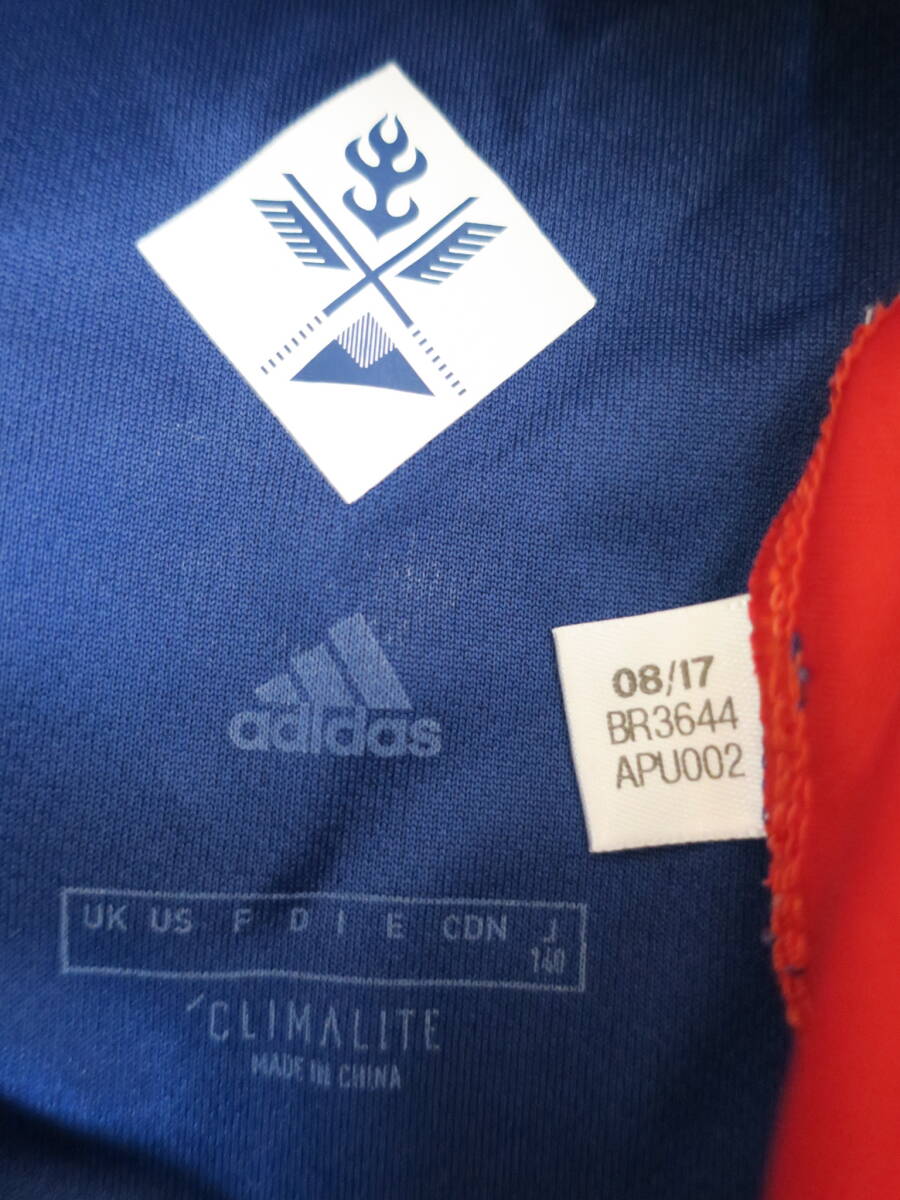 adidas
08/17
BR3644
APU002
UK US F D I E CDN J
140
CLIMALITE
MADE IN CHINA